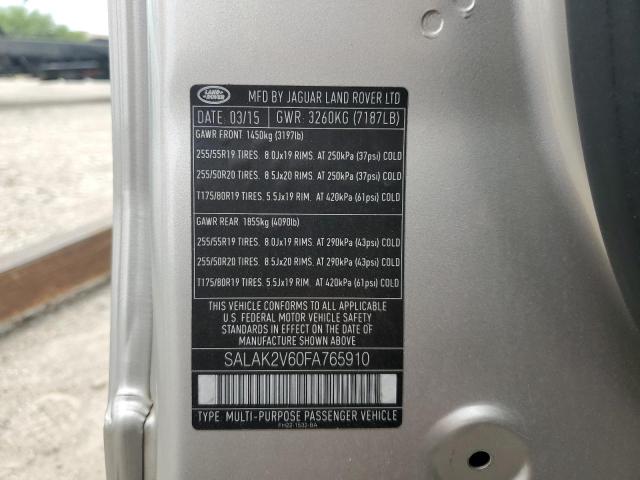 LAND ROVER
MFD BY JAGUAR LAND ROVER LTD
DATE: 03/15 GWR: 3260KG (7187LB)
GAWR FRONT: 1450kg (3197lb)
255/55R19 TIRES. 8.0Jx19 RIMS. AT 250kPa (37psi) COLD
255/50R20 TIRES. 8 5Jx20 RIMS. AT 250kPa (37psi) COLD
T175/80R19 TIRES. 5 5Jx19 RIM. AT 420kPa (61psi) COLD
GAWR REAR: 1855kg (4090lb)
255/55R19 TIRES. 8.0Jx19 RIMS. AT 290kPa (43psi) COLD
255/50R20 TIRES. 8 5Jx20 RIMS. AT 290kPa (43psi) COLD
T175/80R19 TIRES. 5 5Jx19 RIM. AT 420kPa (61psi) COLD
THIS VEHICLE CONFORMS TO ALL APPLICABLE
U.S. FEDERAL MOTOR VEHICLE SAFETY
STANDARDS IN EFFECT ON THE DATE OF
MANUFACTURE SHOWN ABOVE
SALAK2V60FA765910
TYPE: MULTI-PURPOSE PASSENGER VEHICLE
FH22-1532-BA